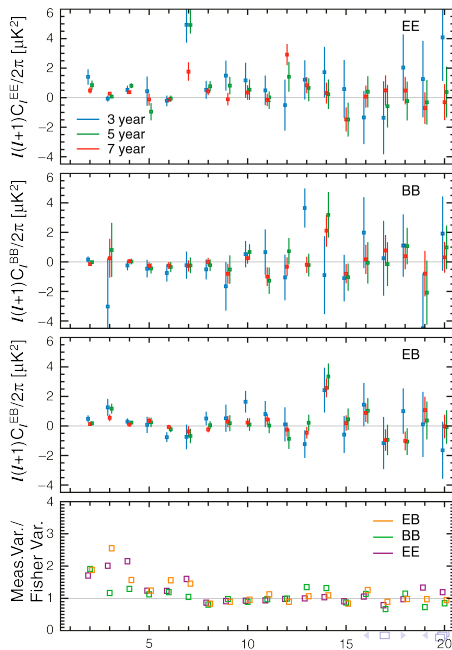 6
4
2
0
-2
-4
l(l+1)C_l^EE/2π [μK²]
EE
3 year
5 year
7 year
6
4
2
0
-2
-4
l(l+1)C_l^BB/2π [μK²]
BB
6
4
2
0
-2
-4
l(l+1)C_l^EB/2π [μK²]
EB
4
3
2
1
0
Meas.Var./
Fisher Var.
EB
BB
EE
5
10
15
20